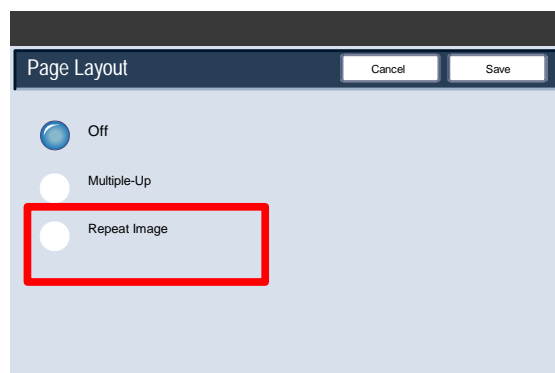 Page Layout
Cancel
Save
Off
Multiple-Up
Repeat Image